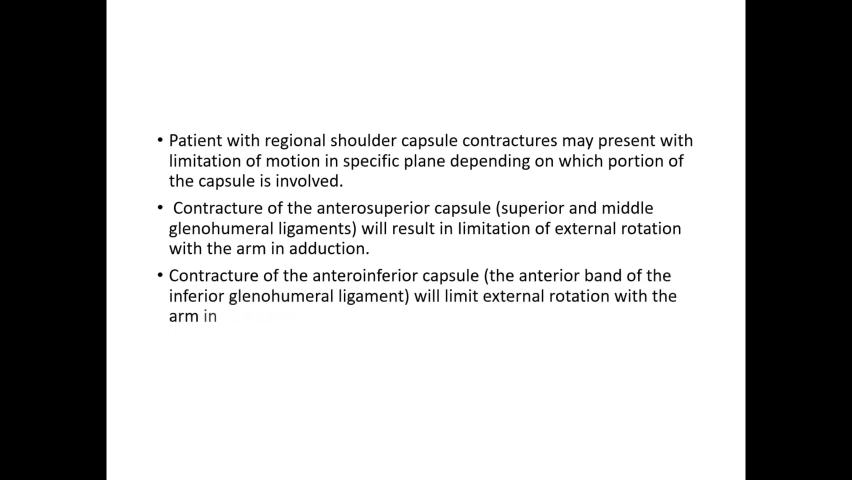 • Patient with regional shoulder capsule contractures may present with
limitation of motion in specific plane depending on which portion of
the capsule is involved.
• Contracture of the anterosuperior capsule (superior and middle
glenohumeral ligaments) will result in limitation of external rotation
with the arm in adduction.
• Contracture of the anteroinferior capsule (the anterior band of the
inferior glenohumeral ligament) will limit external rotation with the
arm in